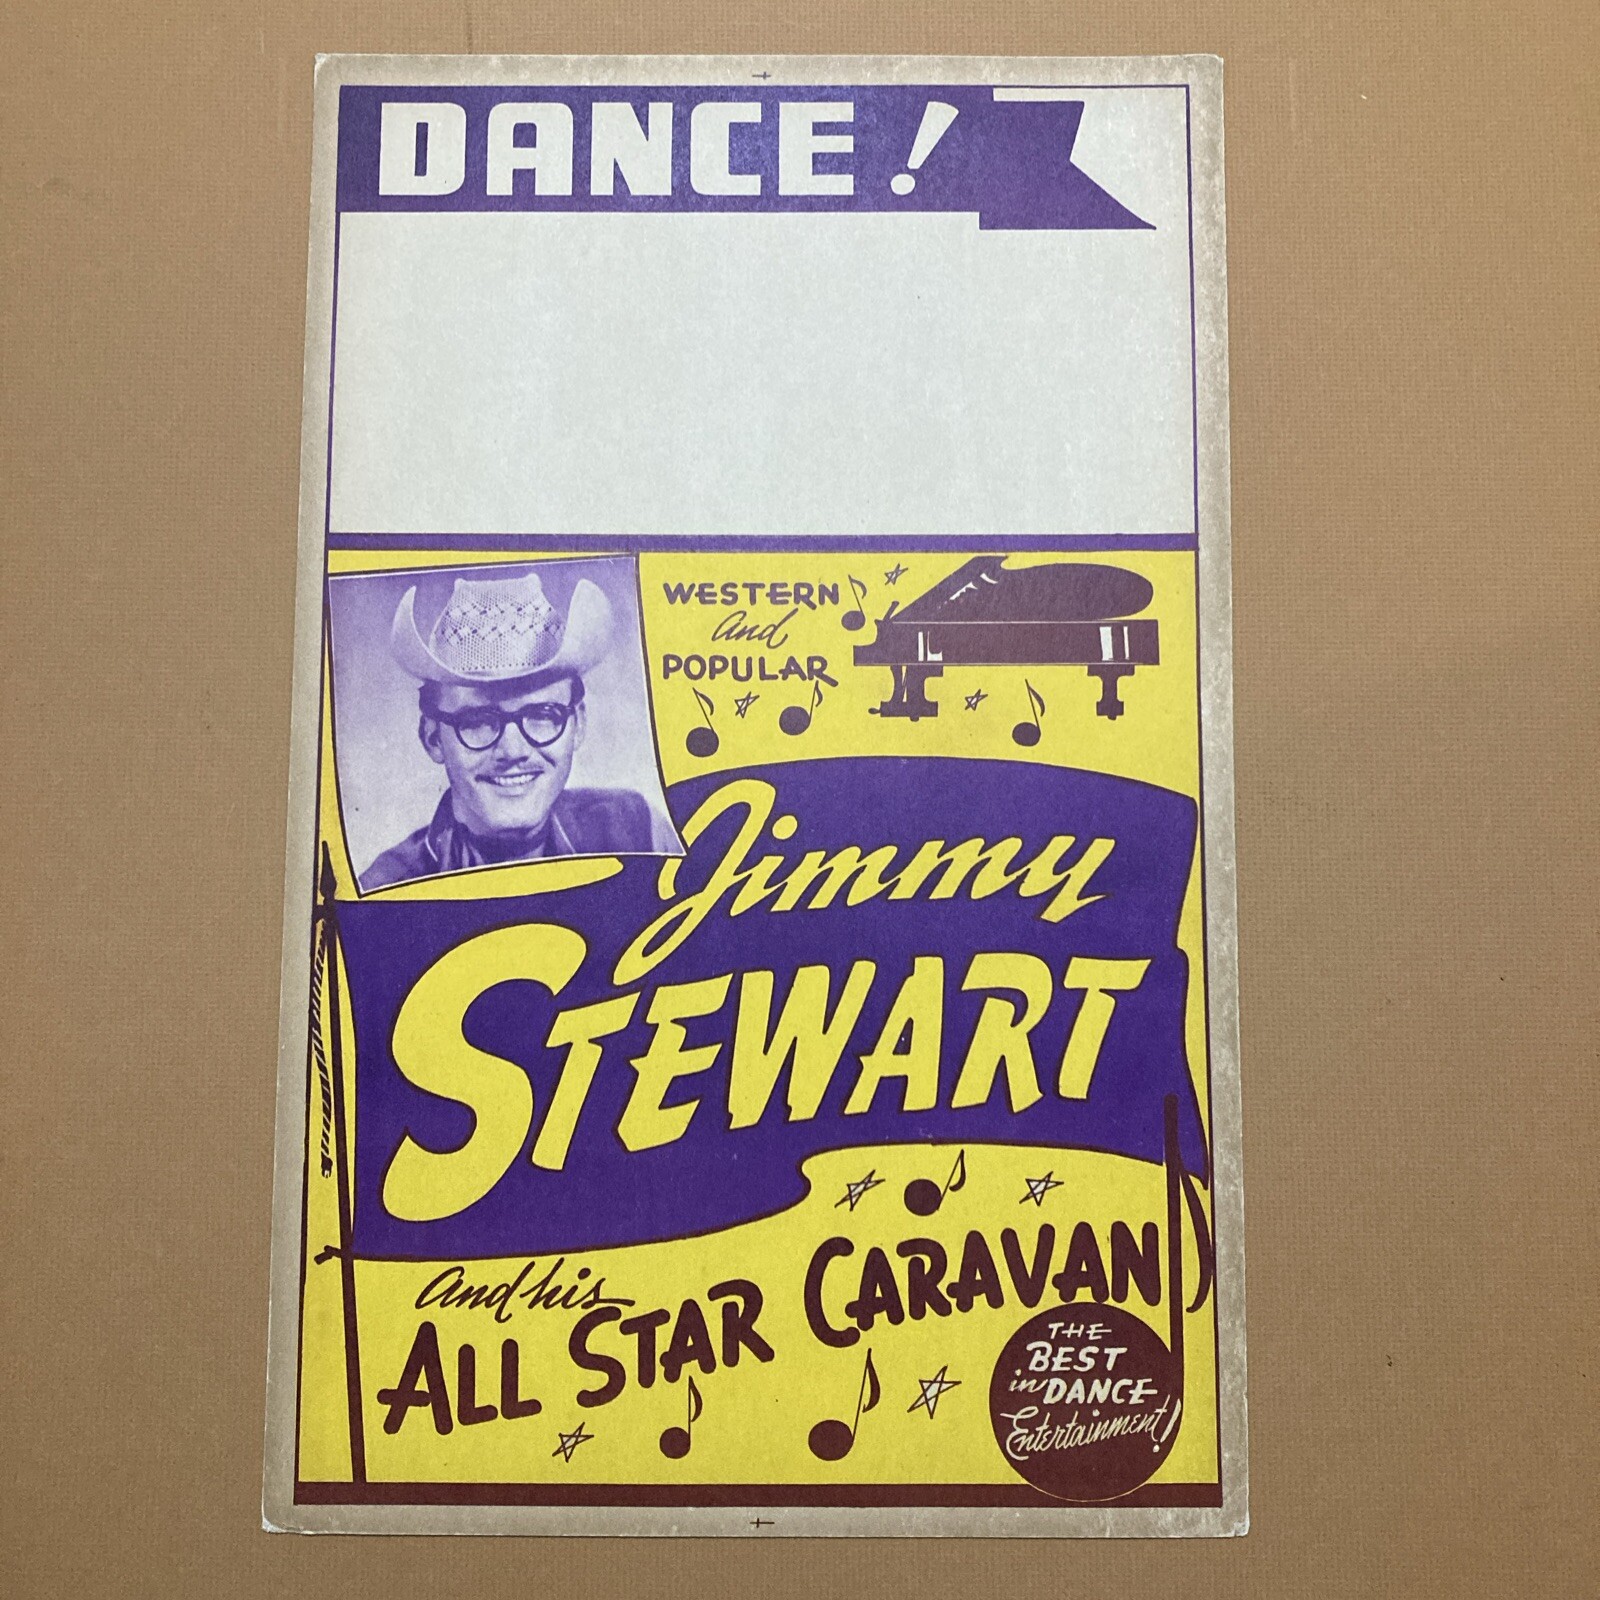 DANCE!
WESTERN
and
POPULAR
Jimmy
STEWART
and his
ALL STAR CARAVAN
THE
BEST
in DANCE
Entertainment!